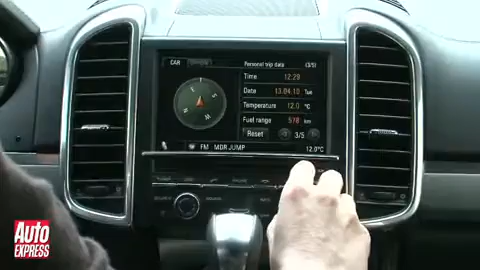 CAR
Personal trip data (3/5)
Time 12:29
Date 13.04.10 Tue
Temperature 12.0 °C
Fuel range 578 km
Reset 3/5
FM MDR JUMP 12.0°C
Auto
EXPRESS